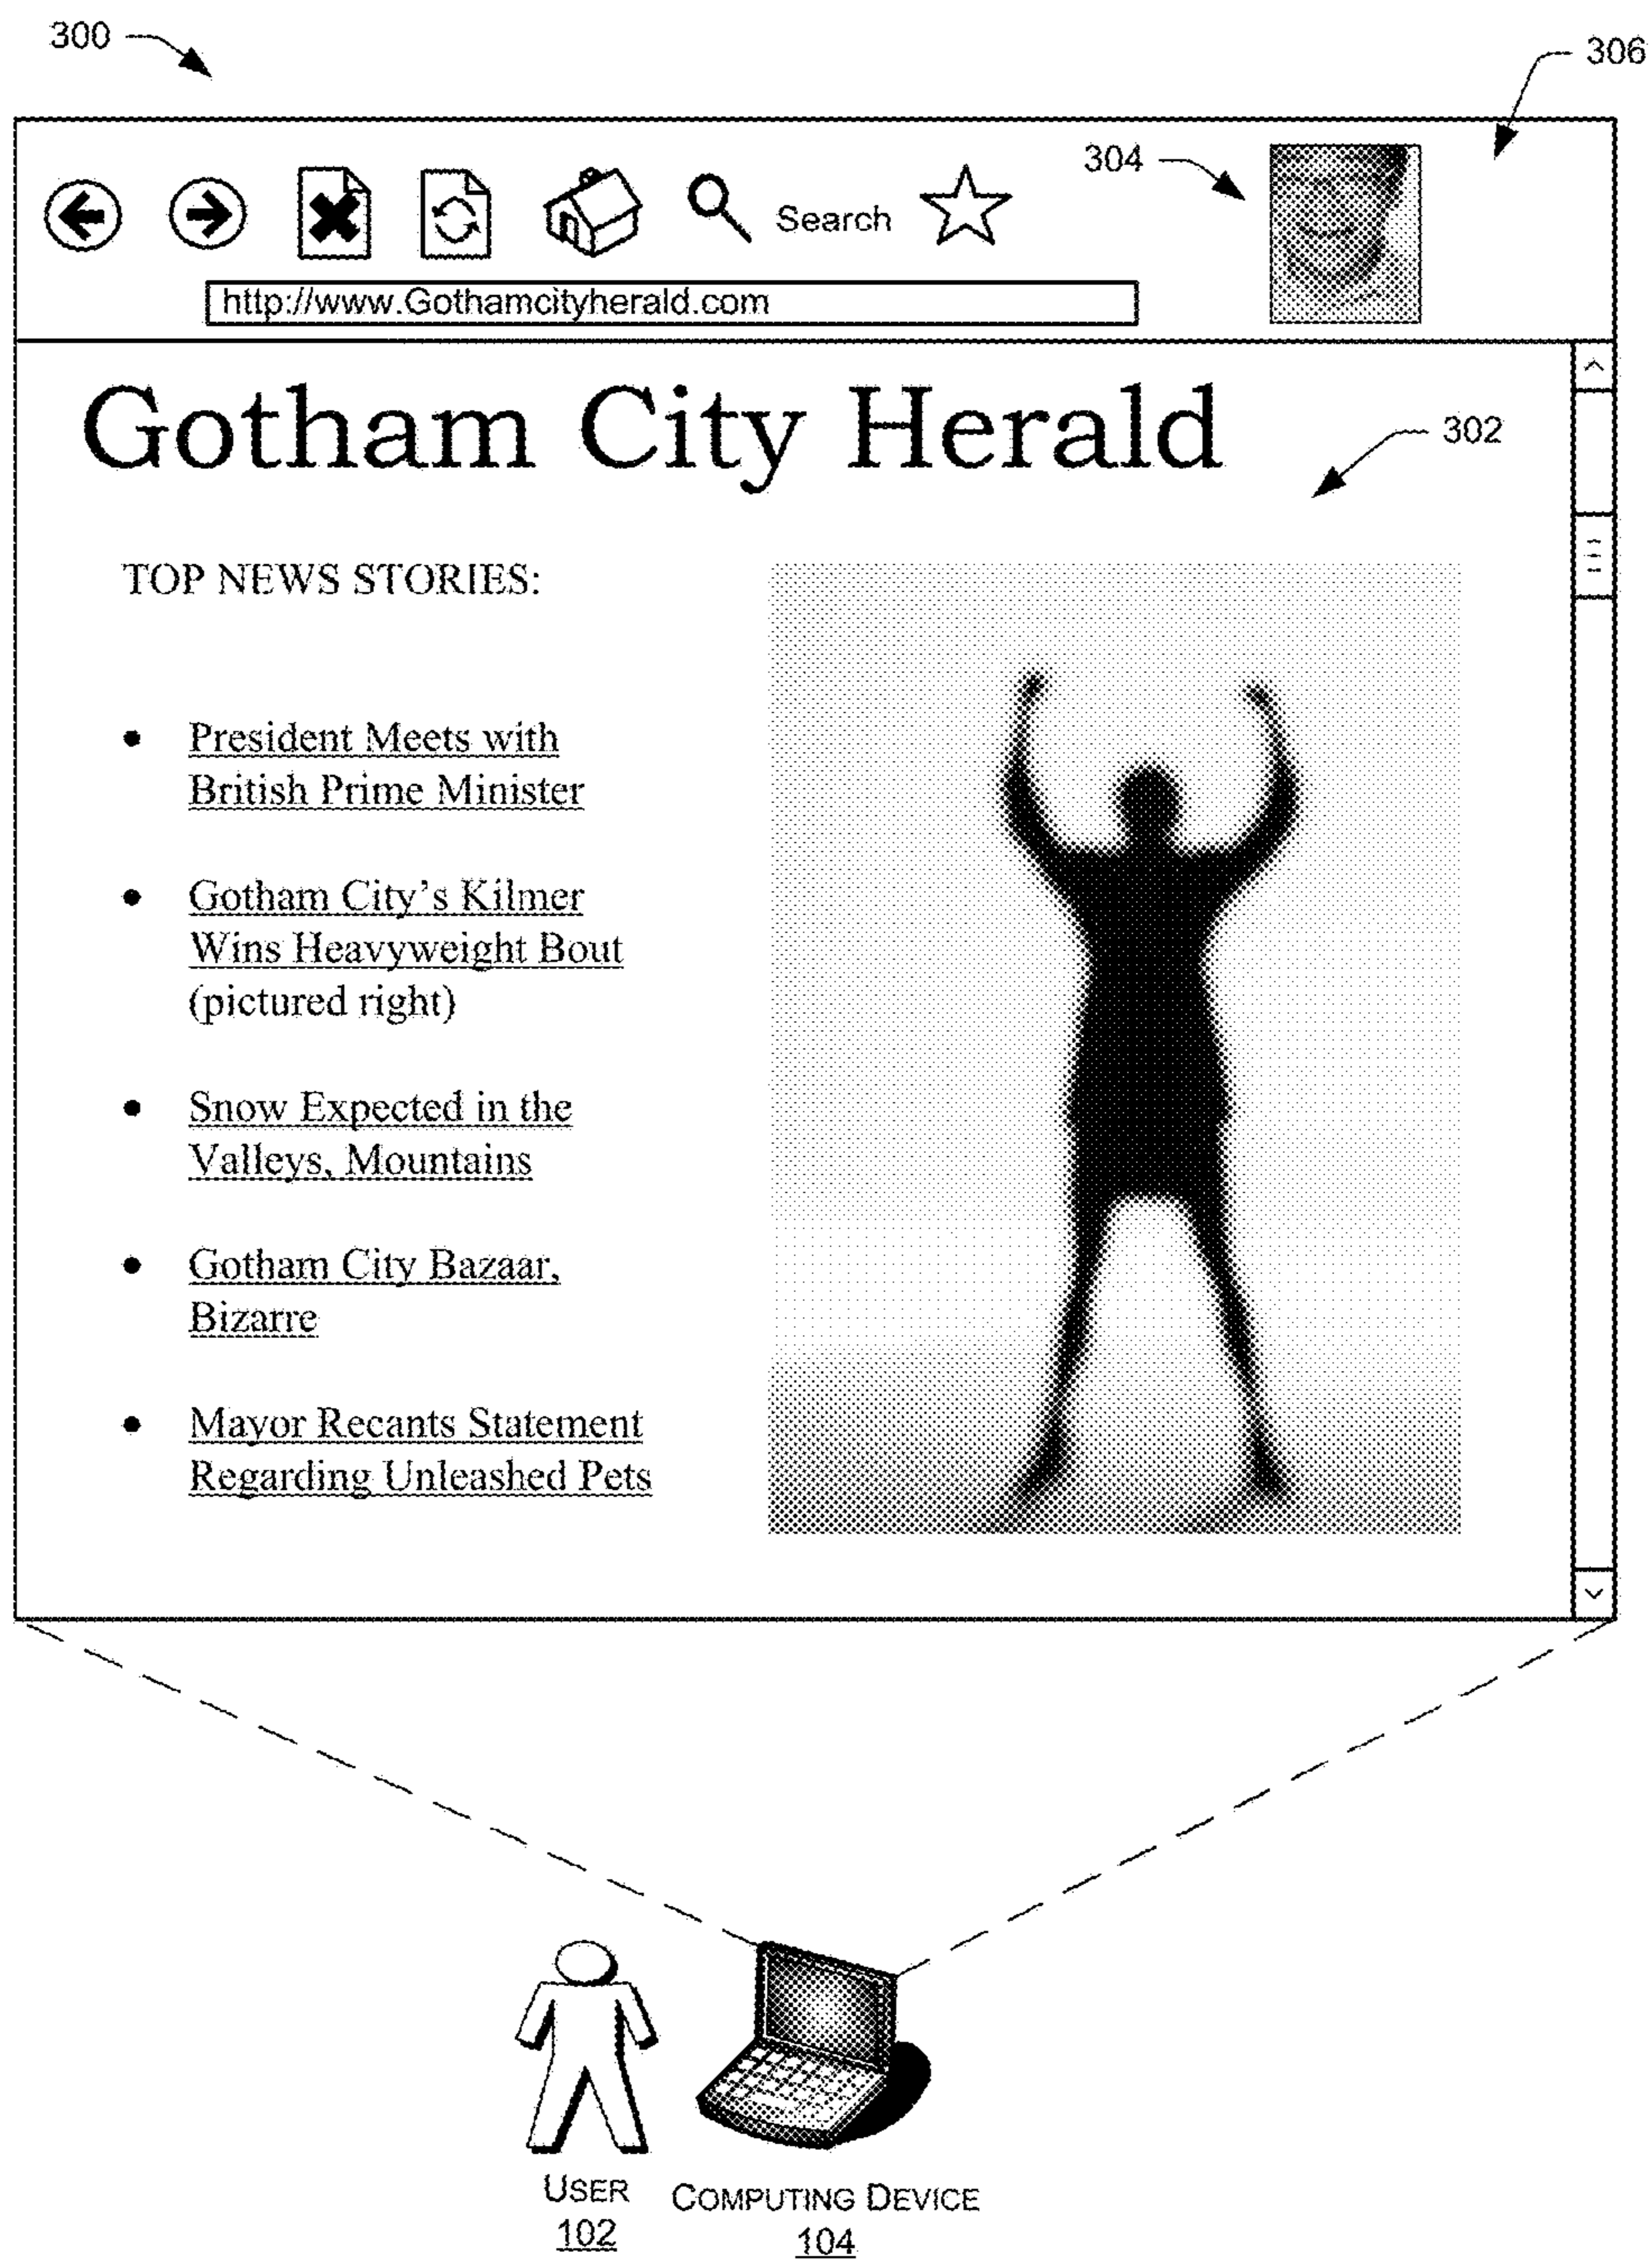 300
306
304
Search
http://www.Gothamcityherald.com
Gotham City Herald
302
TOP NEWS STORIES:
• President Meets with
British Prime Minister
• Gotham City's Kilmer
Wins Heavyweight Bout
(pictured right)
• Snow Expected in the
Valleys, Mountains
• Gotham City Bazaar,
Bizarre
• Mayor Recants Statement
Regarding Unleashed Pets
USER
102
COMPUTING DEVICE
104